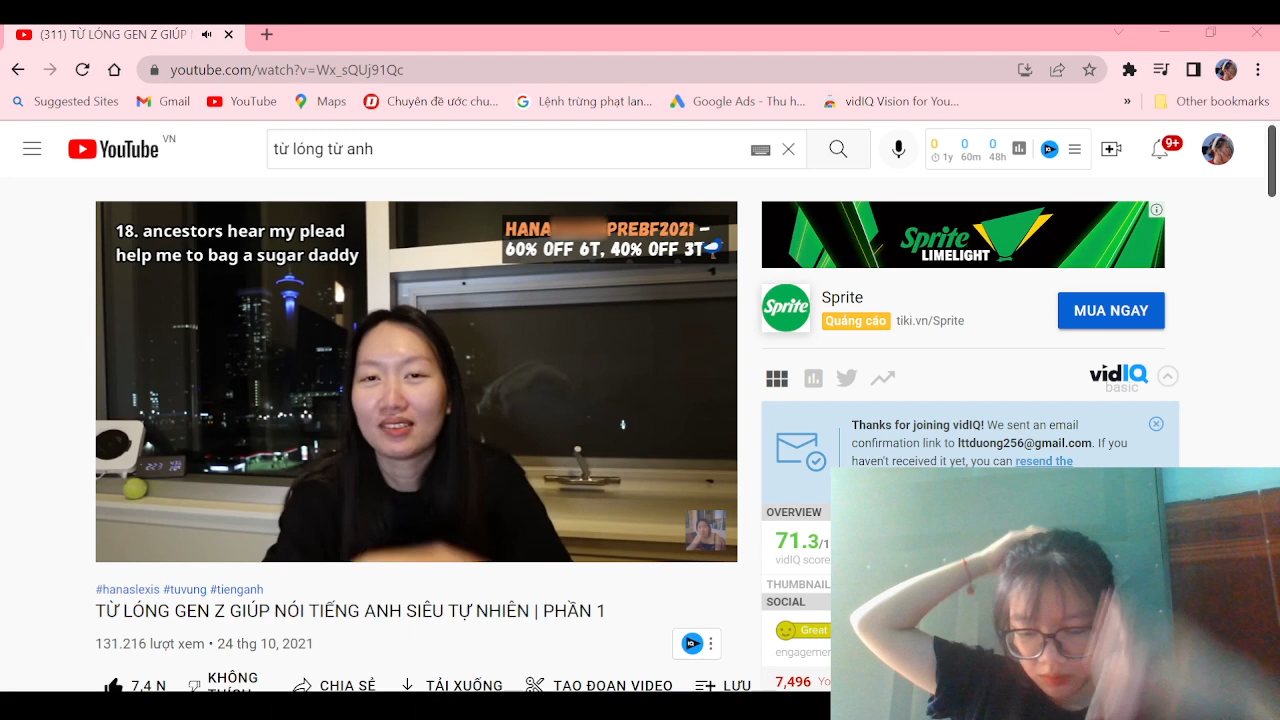 (311) TỪ LÓNG GEN Z GIÚP
youtube.com/watch?v=Wx_sQUj91Qc
Suggested Sites
Gmail
YouTube
Maps
Chuyên đề ước chu...
Lệnh trừng phạt lan...
Google Ads - Thu h...
vidIQ Vision for You...
»
Other bookmarks
YouTube VN
từ lóng từ anh
0 0 0
1y 60m 48h
9+
18. ancestors hear my plead
help me to bag a sugar daddy
HANA PREBF2021 -
60% OFF 6T, 40% OFF 3T
Sprite
LIMELIGHT
Sprite
Sprite
Quảng cáo tiki.vn/Sprite
MUA NGAY
vidIQ
basic
Thanks for joining vidIQ! We sent an email
confirmation link to lttduong256@gmail.com. If you
haven't received it yet, you can resend the
OVERVIEW
71.3/1
vidIQ score
THUMBNAIL
SOCIAL
Great
engagemen
7,496 Yo
#hanaslexis #tuvung #tienganh
TỪ LÓNG GEN Z GIÚP NÓI TIẾNG ANH SIÊU TỰ NHIÊN | PHẦN 1
131.216 lượt xem • 24 thg 10, 2021
7,4 N
KHÔNG
THÍCH
CHIA SẺ
TẢI XUỐNG
TẠO ĐOẠN VIDEO
LƯU